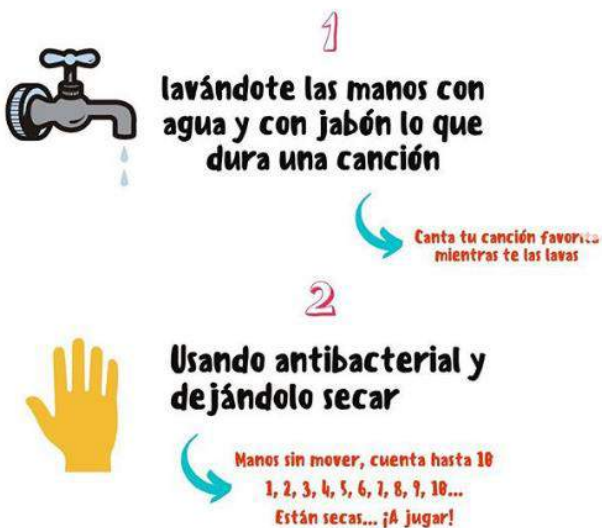 1
lavándote las manos con
agua y con jabón lo que
dura una canción
Canta tu canción favorita
mientras te las lavas
2
Usando antibacterial y
dejándolo secar
Manos sin mover, cuenta hasta 10
1, 2, 3, 4, 5, 6, 7, 8, 9, 10...
Están secas... ¡A jugar!